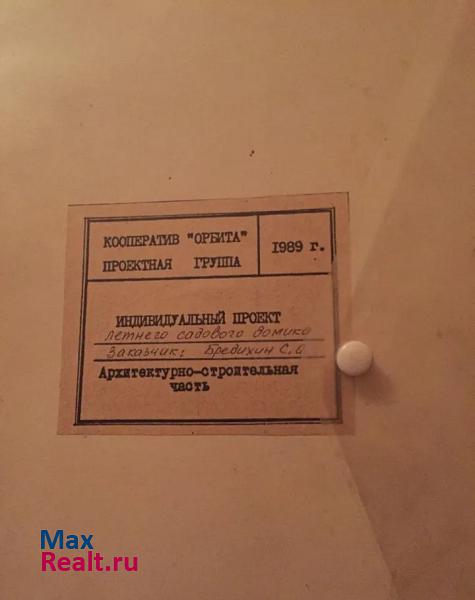 КООПЕРАТИВ "ОРБИТА"
ПРОЕКТНАЯ ГРУППА
1989 г.
ИНДИВИДУАЛЬНЫЙ ПРОЕКТ
летнего садового домика
Заказчик: Бредихин С.
Архитектурно-строительная
часть
Max
Realt.ru